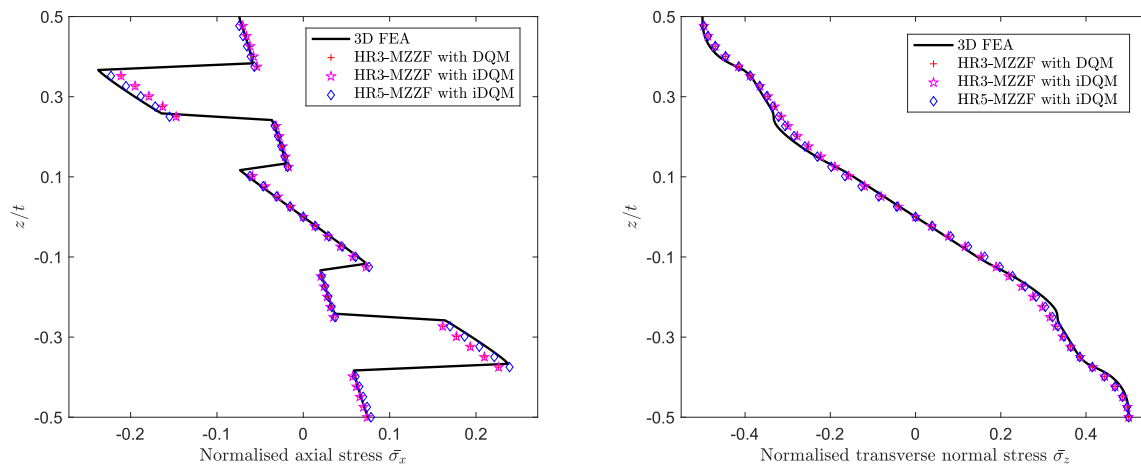 0.5
0.3
0.1
-0.1
-0.3
-0.5
z/t
-0.2
-0.1
0
0.1
0.2
Normalised axial stress σ̄ₓ
3D FEA
HR3-MZZF with DQM
HR3-MZZF with iDQM
HR5-MZZF with iDQM
0.5
0.3
0.1
-0.1
-0.3
-0.5
z/t
-0.4
-0.2
0
0.2
0.4
Normalised transverse normal stress σ̄_z
3D FEA
HR3-MZZF with DQM
HR3-MZZF with iDQM
HR5-MZZF with iDQM